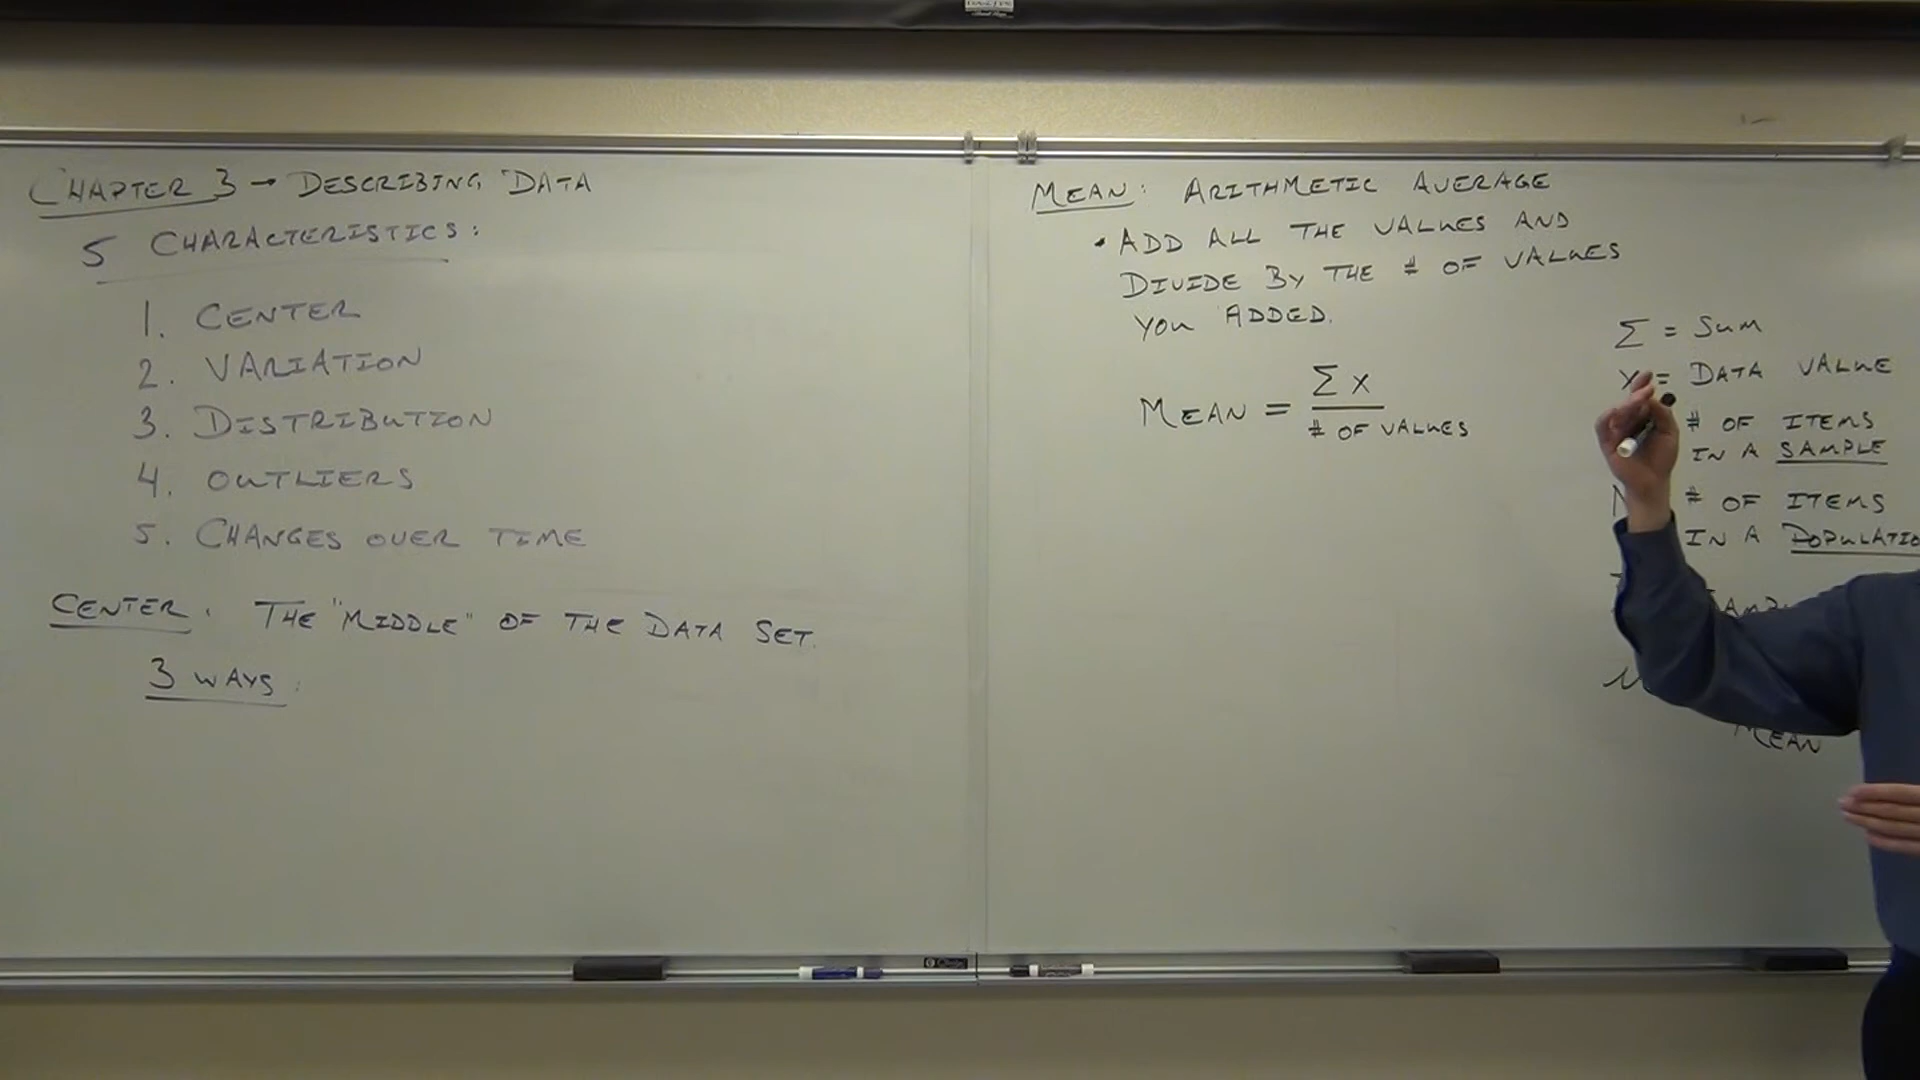 CHAPTER 3 → DESCRIBING DATA
5 CHARACTERISTICS:
1. CENTER
2. VARIATION
3. DISTRIBUTION
4. OUTLIERS
5. CHANGES OVER TIME
CENTER: THE "MIDDLE" OF THE DATA SET.
3 WAYS:
MEAN: ARITHMETIC AVERAGE
• ADD ALL THE VALUES AND
DIVIDE BY THE # OF VALUES
YOU ADDED.
MEAN = Σx / # OF VALUES
Σ = SUM
x = DATA VALUE
# OF ITEMS
IN A SAMPLE
N # OF ITEMS
IN A POPULATIO
μ
MEAN